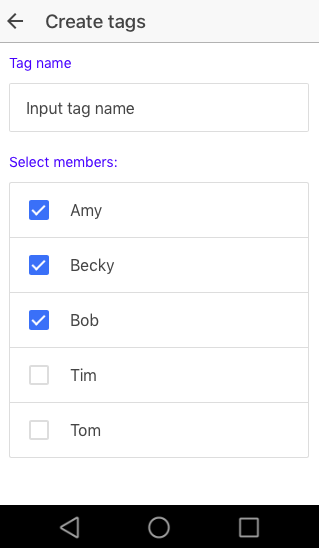 Create tags
Tag name
Input tag name
Select members:
Amy
Becky
Bob
Tim
Tom